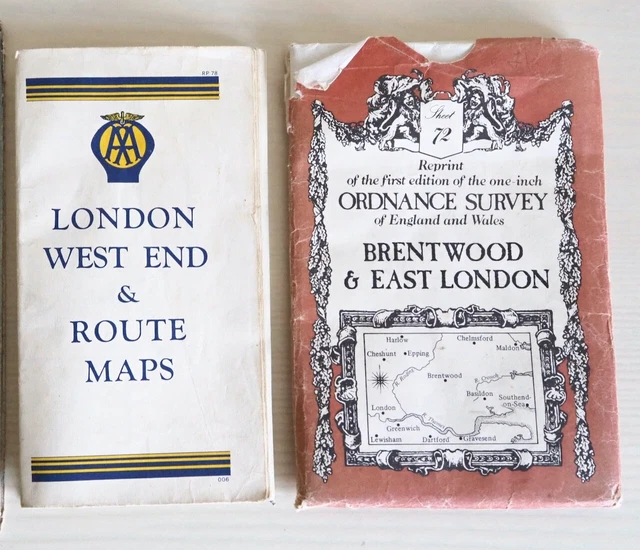 RP. 78
AA
LONDON
WEST END
&
ROUTE
MAPS
006
Sheet
72
Reprint
of the first edition of the one-inch
ORDNANCE SURVEY
of England and Wales
BRENTWOOD
& EAST LONDON
Harlow
Chelmsford
Maldon
Cheshunt
Epping
R. Roding
Brentwood
R. Crouch
Basildon
Southend-
on-Sea
London
Greenwich
Lewisham
Dartford
Gravesend